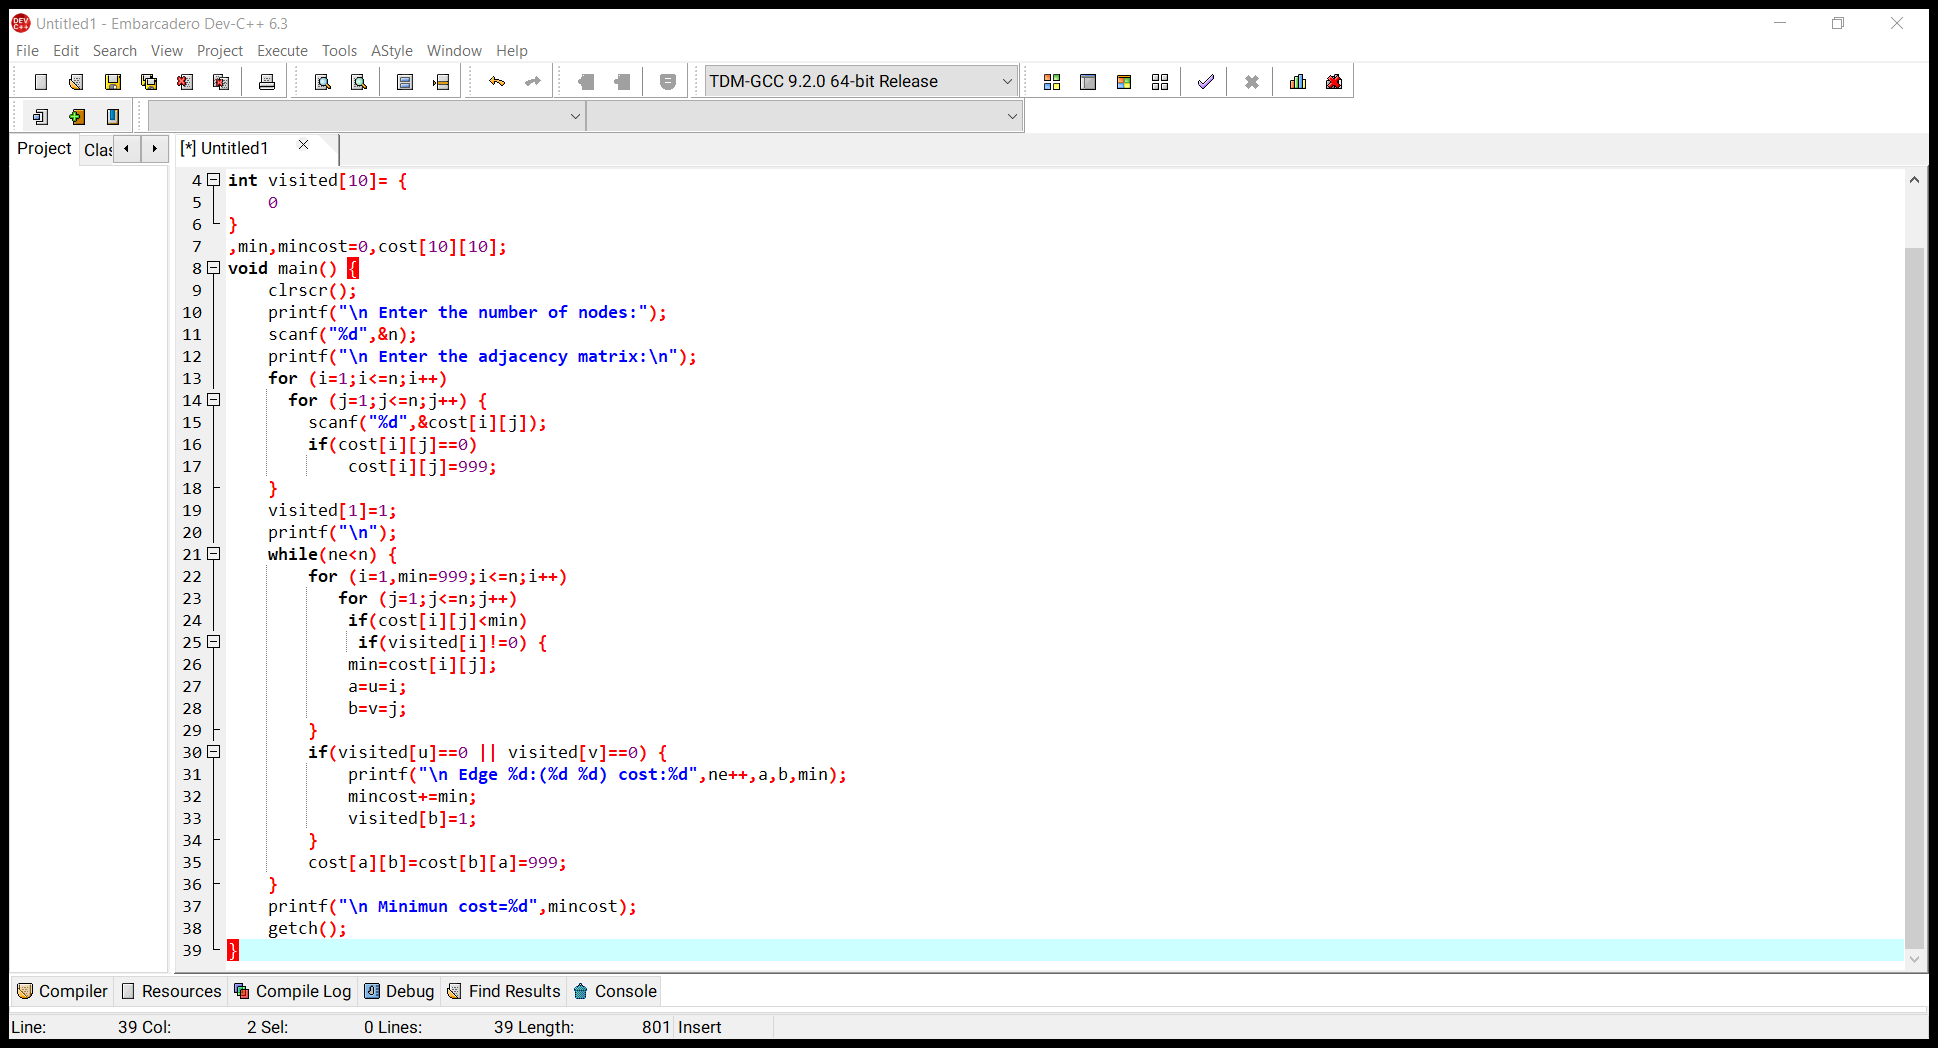 Untitled1 - Embarcadero Dev-C++ 6.3
File Edit Search View Project Execute Tools AStyle Window Help
TDM-GCC 9.2.0 64-bit Release
Project Clas [*] Untitled1
4 int visited[10]= {
5     0
6 }
7 ,min,mincost=0,cost[10][10];
8 void main() {
9     clrscr();
10     printf("\n Enter the number of nodes:");
11     scanf("%d",&n);
12     printf("\n Enter the adjacency matrix:\n");
13     for (i=1;i<=n;i++)
14       for (j=1;j<=n;j++) {
15         scanf("%d",&cost[i][j]);
16         if(cost[i][j]==0)
17             cost[i][j]=999;
18     }
19     visited[1]=1;
20     printf("\n");
21     while(ne<n) {
22         for (i=1,min=999;i<=n;i++)
23            for (j=1;j<=n;j++)
24             if(cost[i][j]<min)
25              if(visited[i]!=0) {
26             min=cost[i][j];
27             a=u=i;
28             b=v=j;
29         }
30         if(visited[u]==0 || visited[v]==0) {
31             printf("\n Edge %d:(%d %d) cost:%d",ne++,a,b,min);
32             mincost+=min;
33             visited[b]=1;
34         }
35         cost[a][b]=cost[b][a]=999;
36     }
37     printf("\n Minimun cost=%d",mincost);
38     getch();
39 }
Compiler Resources Compile Log Debug Find Results Console
Line: 39 Col: 2 Sel: 0 Lines: 39 Length: 801 Insert